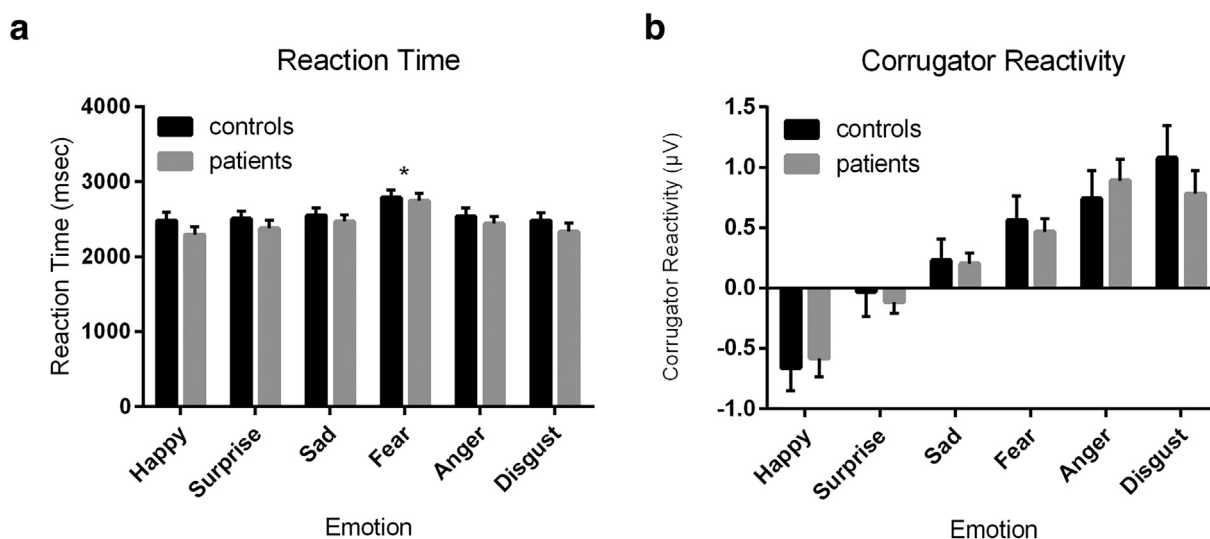 a
Reaction Time
Reaction Time (msec)
4000
3000
2000
1000
0
controls
patients
*
Happy
Surprise
Sad
Fear
Anger
Disgust
Emotion
b
Corrugator Reactivity
Corrugator Reactivity (µV)
1.5
1.0
0.5
0.0
-0.5
-1.0
controls
patients
Happy
Surprise
Sad
Fear
Anger
Disgust
Emotion